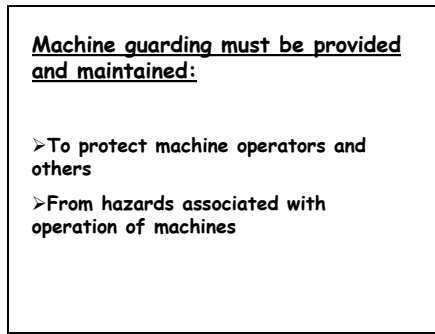 Machine guarding must be provided
and maintained:
➢To protect machine operators and
others
➢From hazards associated with
operation of machines